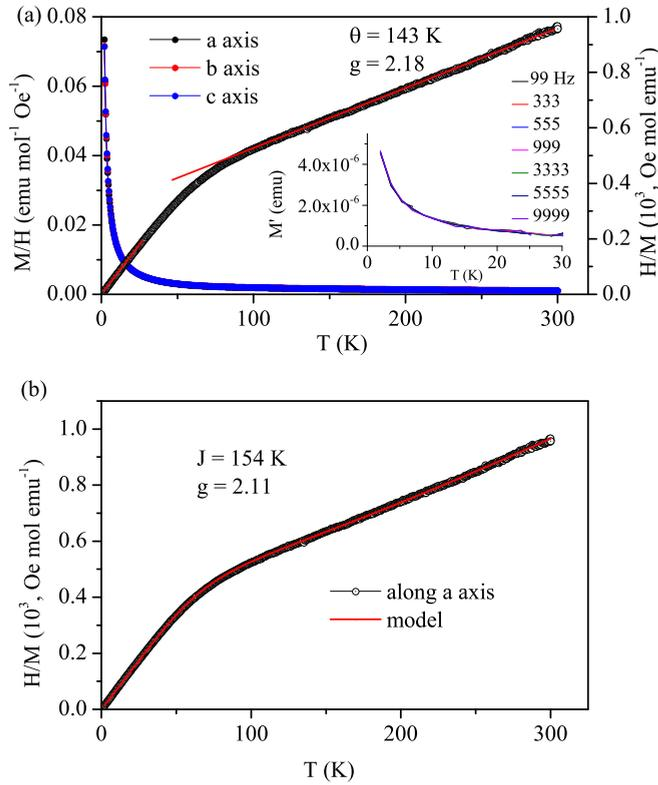 (a)
0.08
0.06
0.04
0.02
0.00
M/H (emu mol⁻¹ Oe⁻¹)
a axis
b axis
c axis
θ = 143 K
g = 2.18
99 Hz
333
555
999
3333
5555
9999
4.0x10⁻⁶
2.0x10⁻⁶
0.0
M' (emu)
0 10 20 30
T (K)
1.0
0.8
0.6
0.4
0.2
0.0
H/M (10³, Oe mol emu⁻¹)
0 100 200 300
T (K)
(b)
1.0
0.8
0.6
0.4
0.2
0.0
H/M (10³, Oe mol emu⁻¹)
J = 154 K
g = 2.11
along a axis
model
0 100 200 300
T (K)